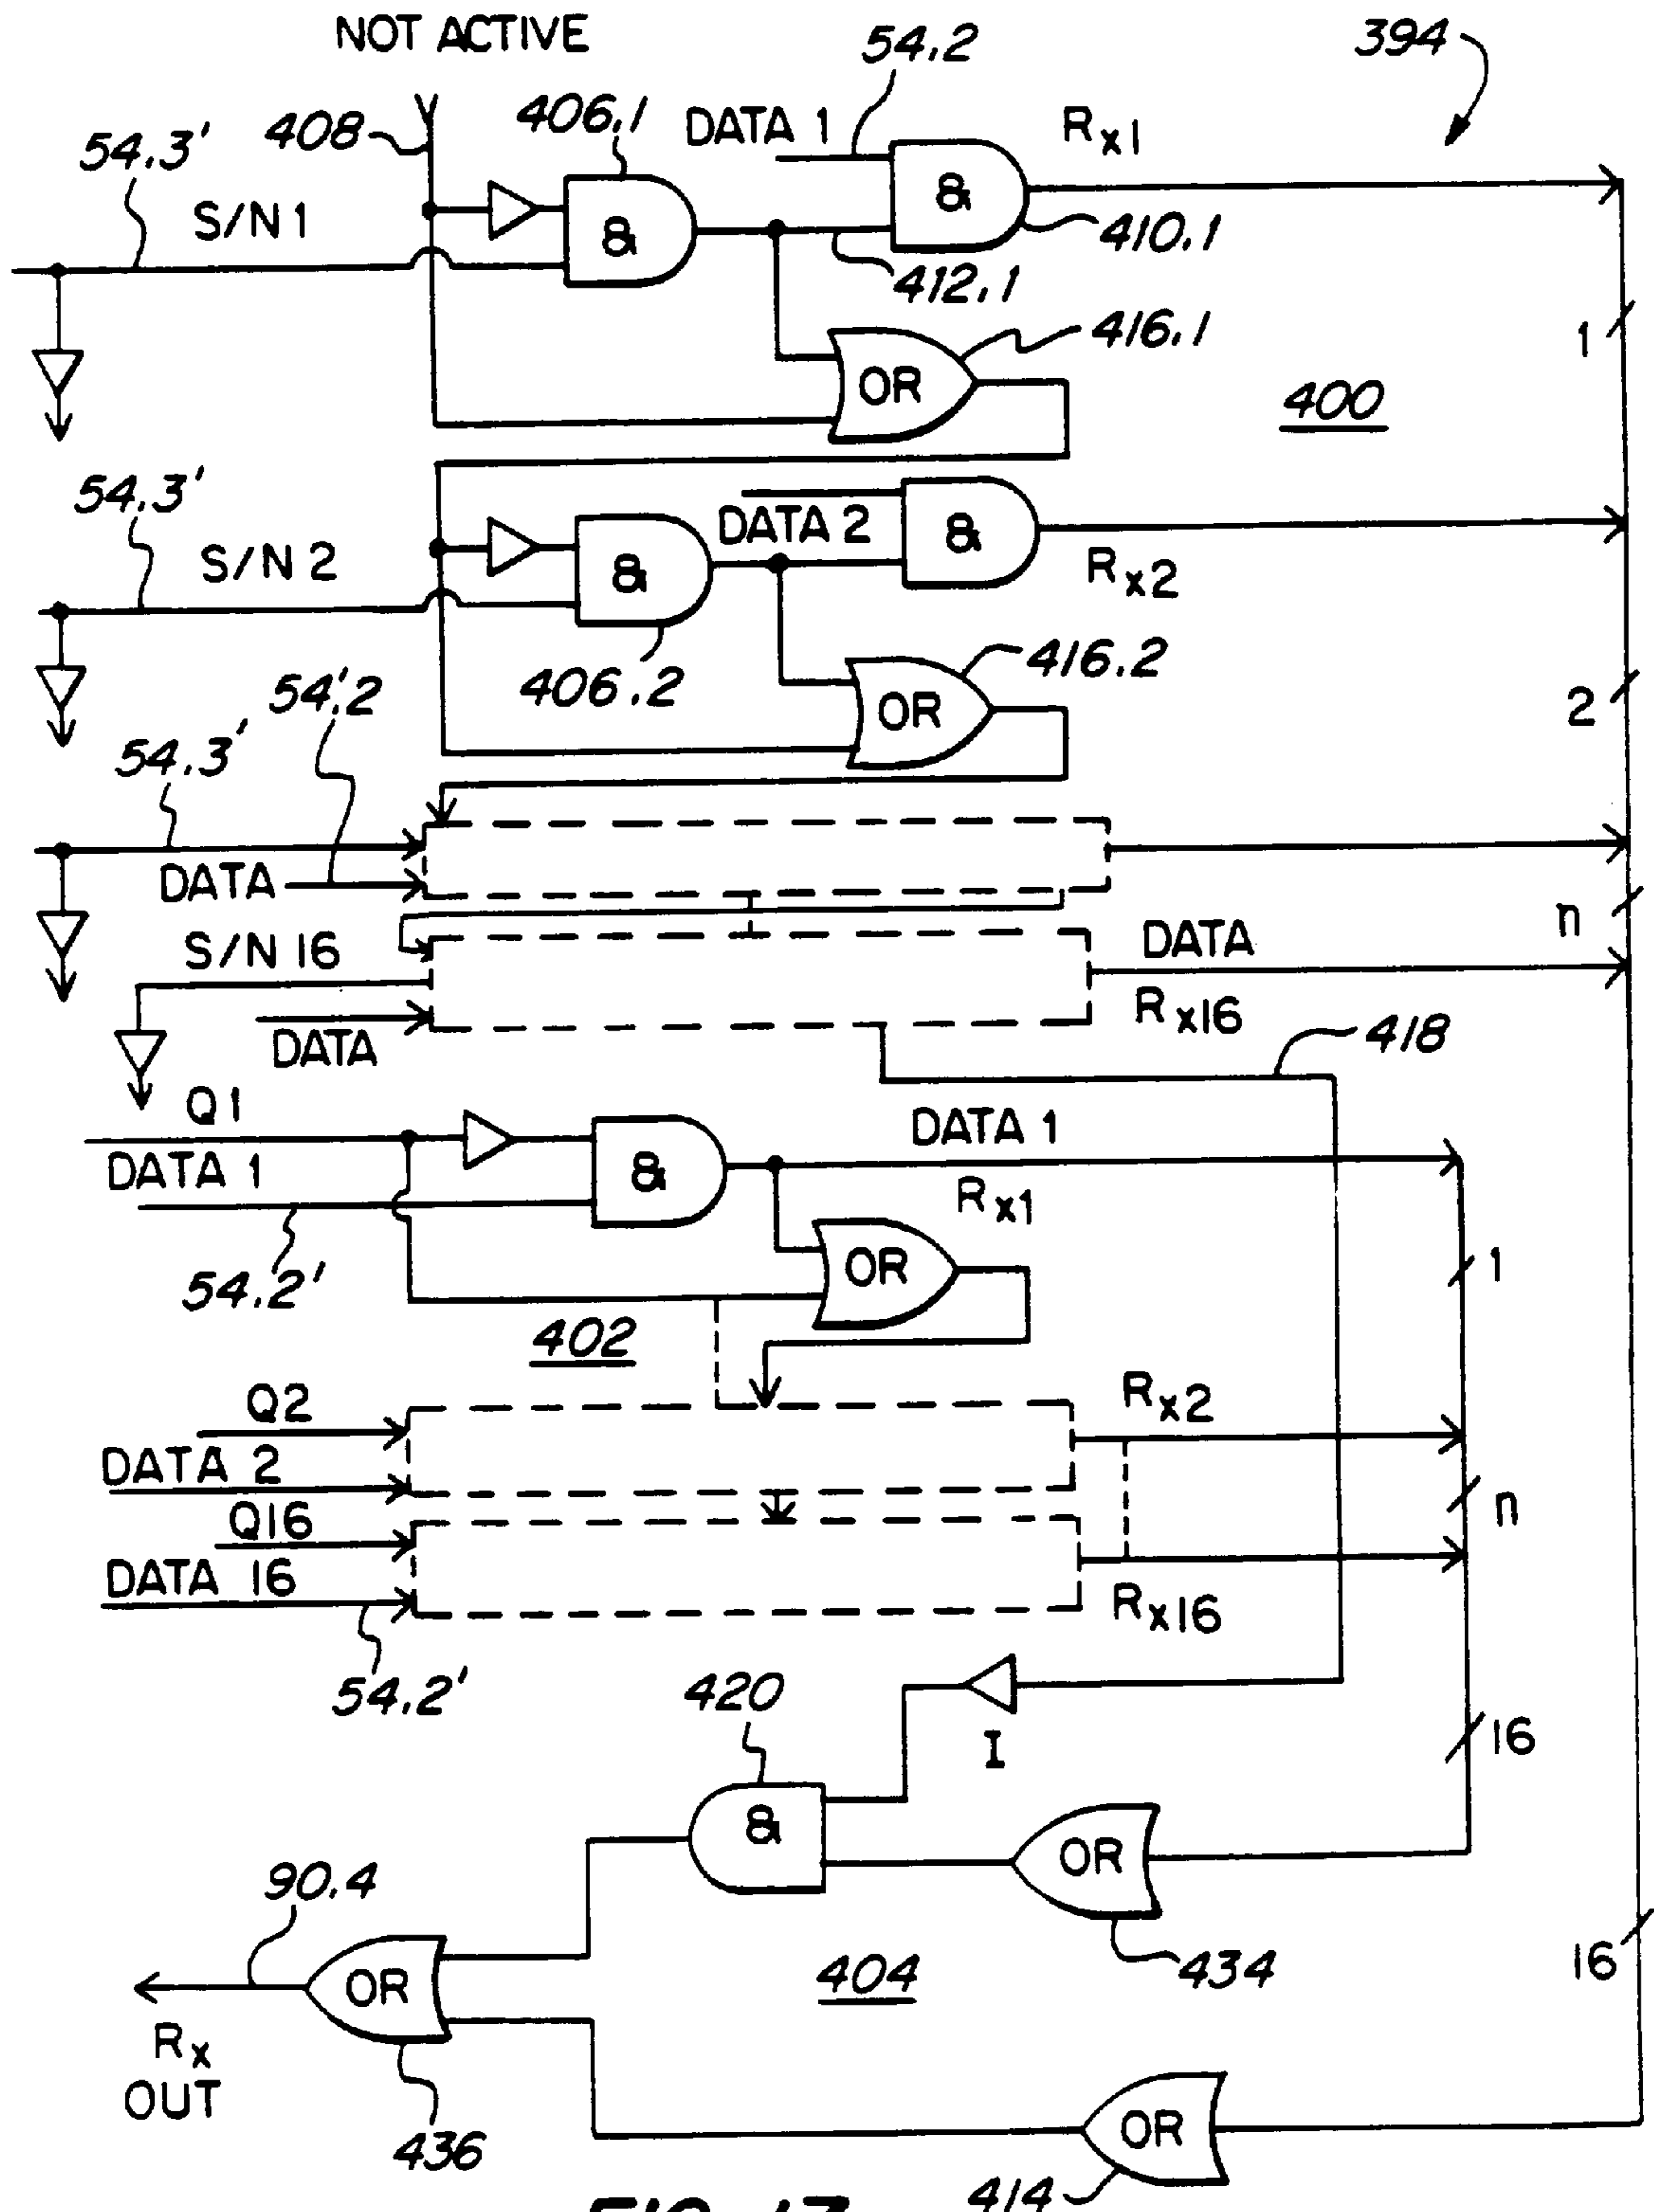 NOT ACTIVE
54.2
394
408
406.1
DATA 1
Rx1
54.3'
S/N 1
&
&
410.1
412.1
416.1
1
OR
400
54.3'
S/N 2
DATA 2
&
&
Rx2
406.2
416.2
54'.2
OR
2
54.3'
DATA
n
S/N 16
DATA
Rx16
DATA
418
Q1
DATA 1
DATA 1
&
Rx1
54.2'
OR
1
402
Q2
Rx2
DATA 2
n
Q16
DATA 16
Rx16
54.2'
420
I
16
&
OR
90.4
434
404
16
OR
Rx
OUT
436
OR
414
FIG. 17